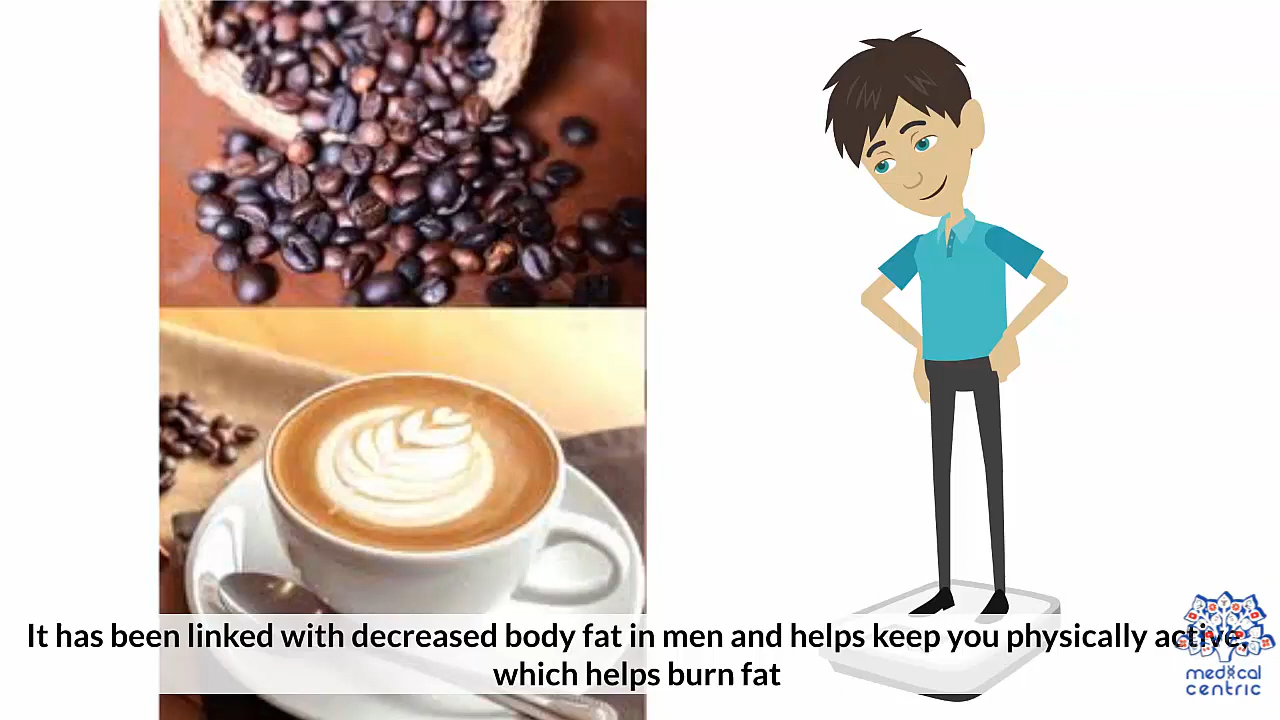 It has been linked with decreased body fat in men and helps keep you physically active,
which helps burn fat
medical
centric